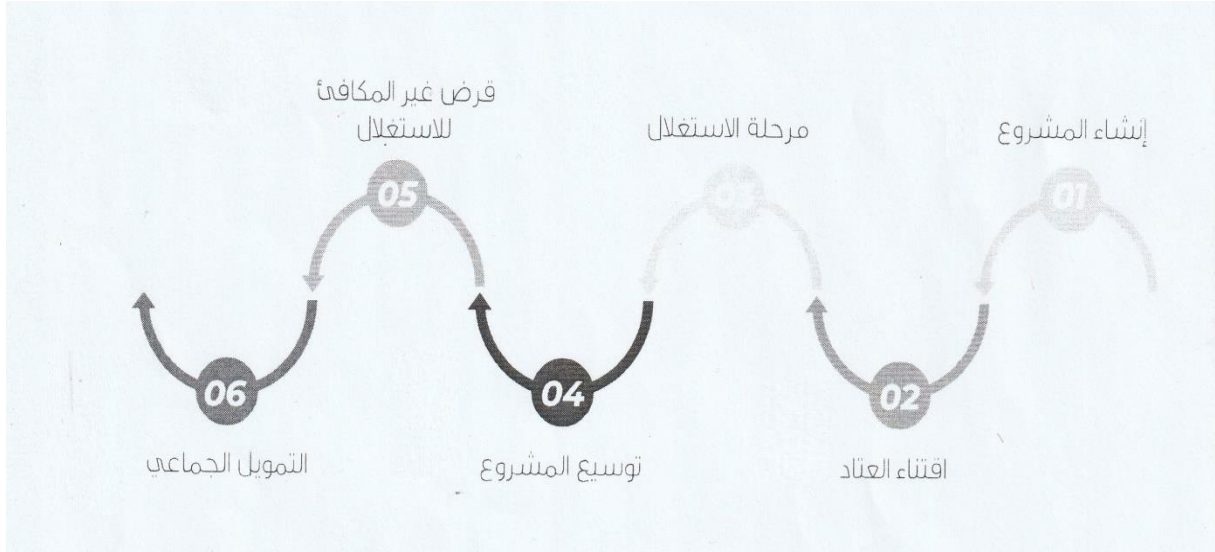 إنشاء المشروع
01
02
اقتناء العتاد
مرحلة الاستغلال
03
04
توسيع المشروع
قرض غير المكافئ
للاستغلال
05
06
التمويل الجماعي